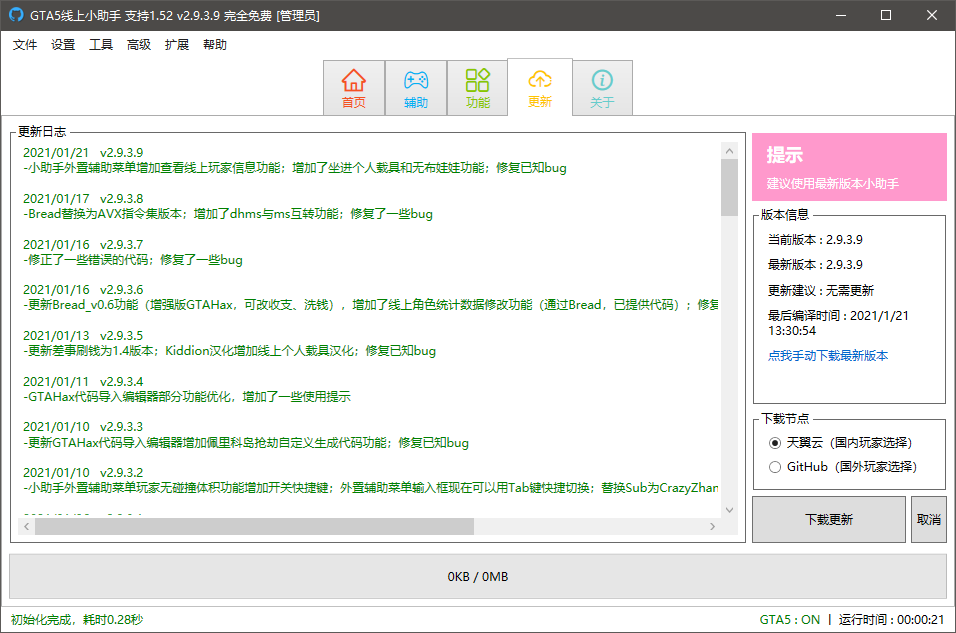 GTA5线上小助手 支持1.52 v2.9.3.9 完全免费 [管理员]
文件 设置 工具 高级 扩展 帮助
首页 辅助 功能 更新 关于
更新日志
2021/01/21 v2.9.3.9
-小助手外置辅助菜单增加查看线上玩家信息功能；增加了坐进个人载具和无布娃娃功能；修复已知bug
2021/01/17 v2.9.3.8
-Bread替换为AVX指令集版本；增加了dhms与ms互转功能；修复了一些bug
2021/01/16 v2.9.3.7
-修正了一些错误的代码；修复了一些bug
2021/01/16 v2.9.3.6
-更新Bread_v0.6功能（增强版GTAHax，可改收支、洗钱），增加了线上角色统计数据修改功能（通过Bread，已提供代码）；修复
2021/01/13 v2.9.3.5
-更新差事刷钱为1.4版本；Kiddion汉化增加线上个人载具汉化；修复已知bug
2021/01/11 v2.9.3.4
-GTAHax代码导入编辑器部分功能优化，增加了一些使用提示
2021/01/10 v2.9.3.3
-更新GTAHax代码导入编辑器增加佩里科岛抢劫自定义生成代码功能；修复已知bug
2021/01/10 v2.9.3.2
-小助手外置辅助菜单玩家无碰撞体积功能增加开关快捷键；外置辅助菜单输入框现在可以用Tab键快捷切换；替换Sub为CrazyZhan
提示
建议使用最新版本小助手
版本信息
当前版本 : 2.9.3.9
最新版本 : 2.9.3.9
更新建议 : 无需更新
最后编译时间 : 2021/1/21
13:30:54
点我手动下载最新版本
下载节点
天翼云（国内玩家选择）
GitHub（国外玩家选择）
下载更新 取消
0KB / 0MB
初始化完成，耗时0.28秒 GTA5 : ON | 运行时间 : 00:00:21